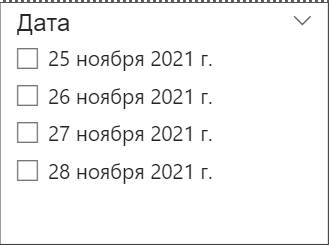 Дата
25 ноября 2021 г.
26 ноября 2021 г.
27 ноября 2021 г.
28 ноября 2021 г.